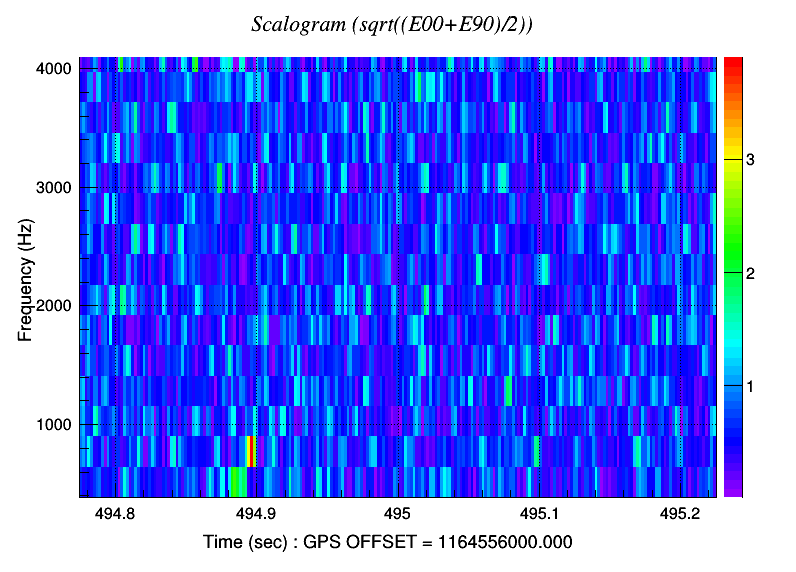 Scalogram (sqrt((E00+E90)/2))
4000
3000
2000
1000
Frequency (Hz)
3
2
1
494.8 494.9 495 495.1 495.2
Time (sec) : GPS OFFSET = 1164556000.000